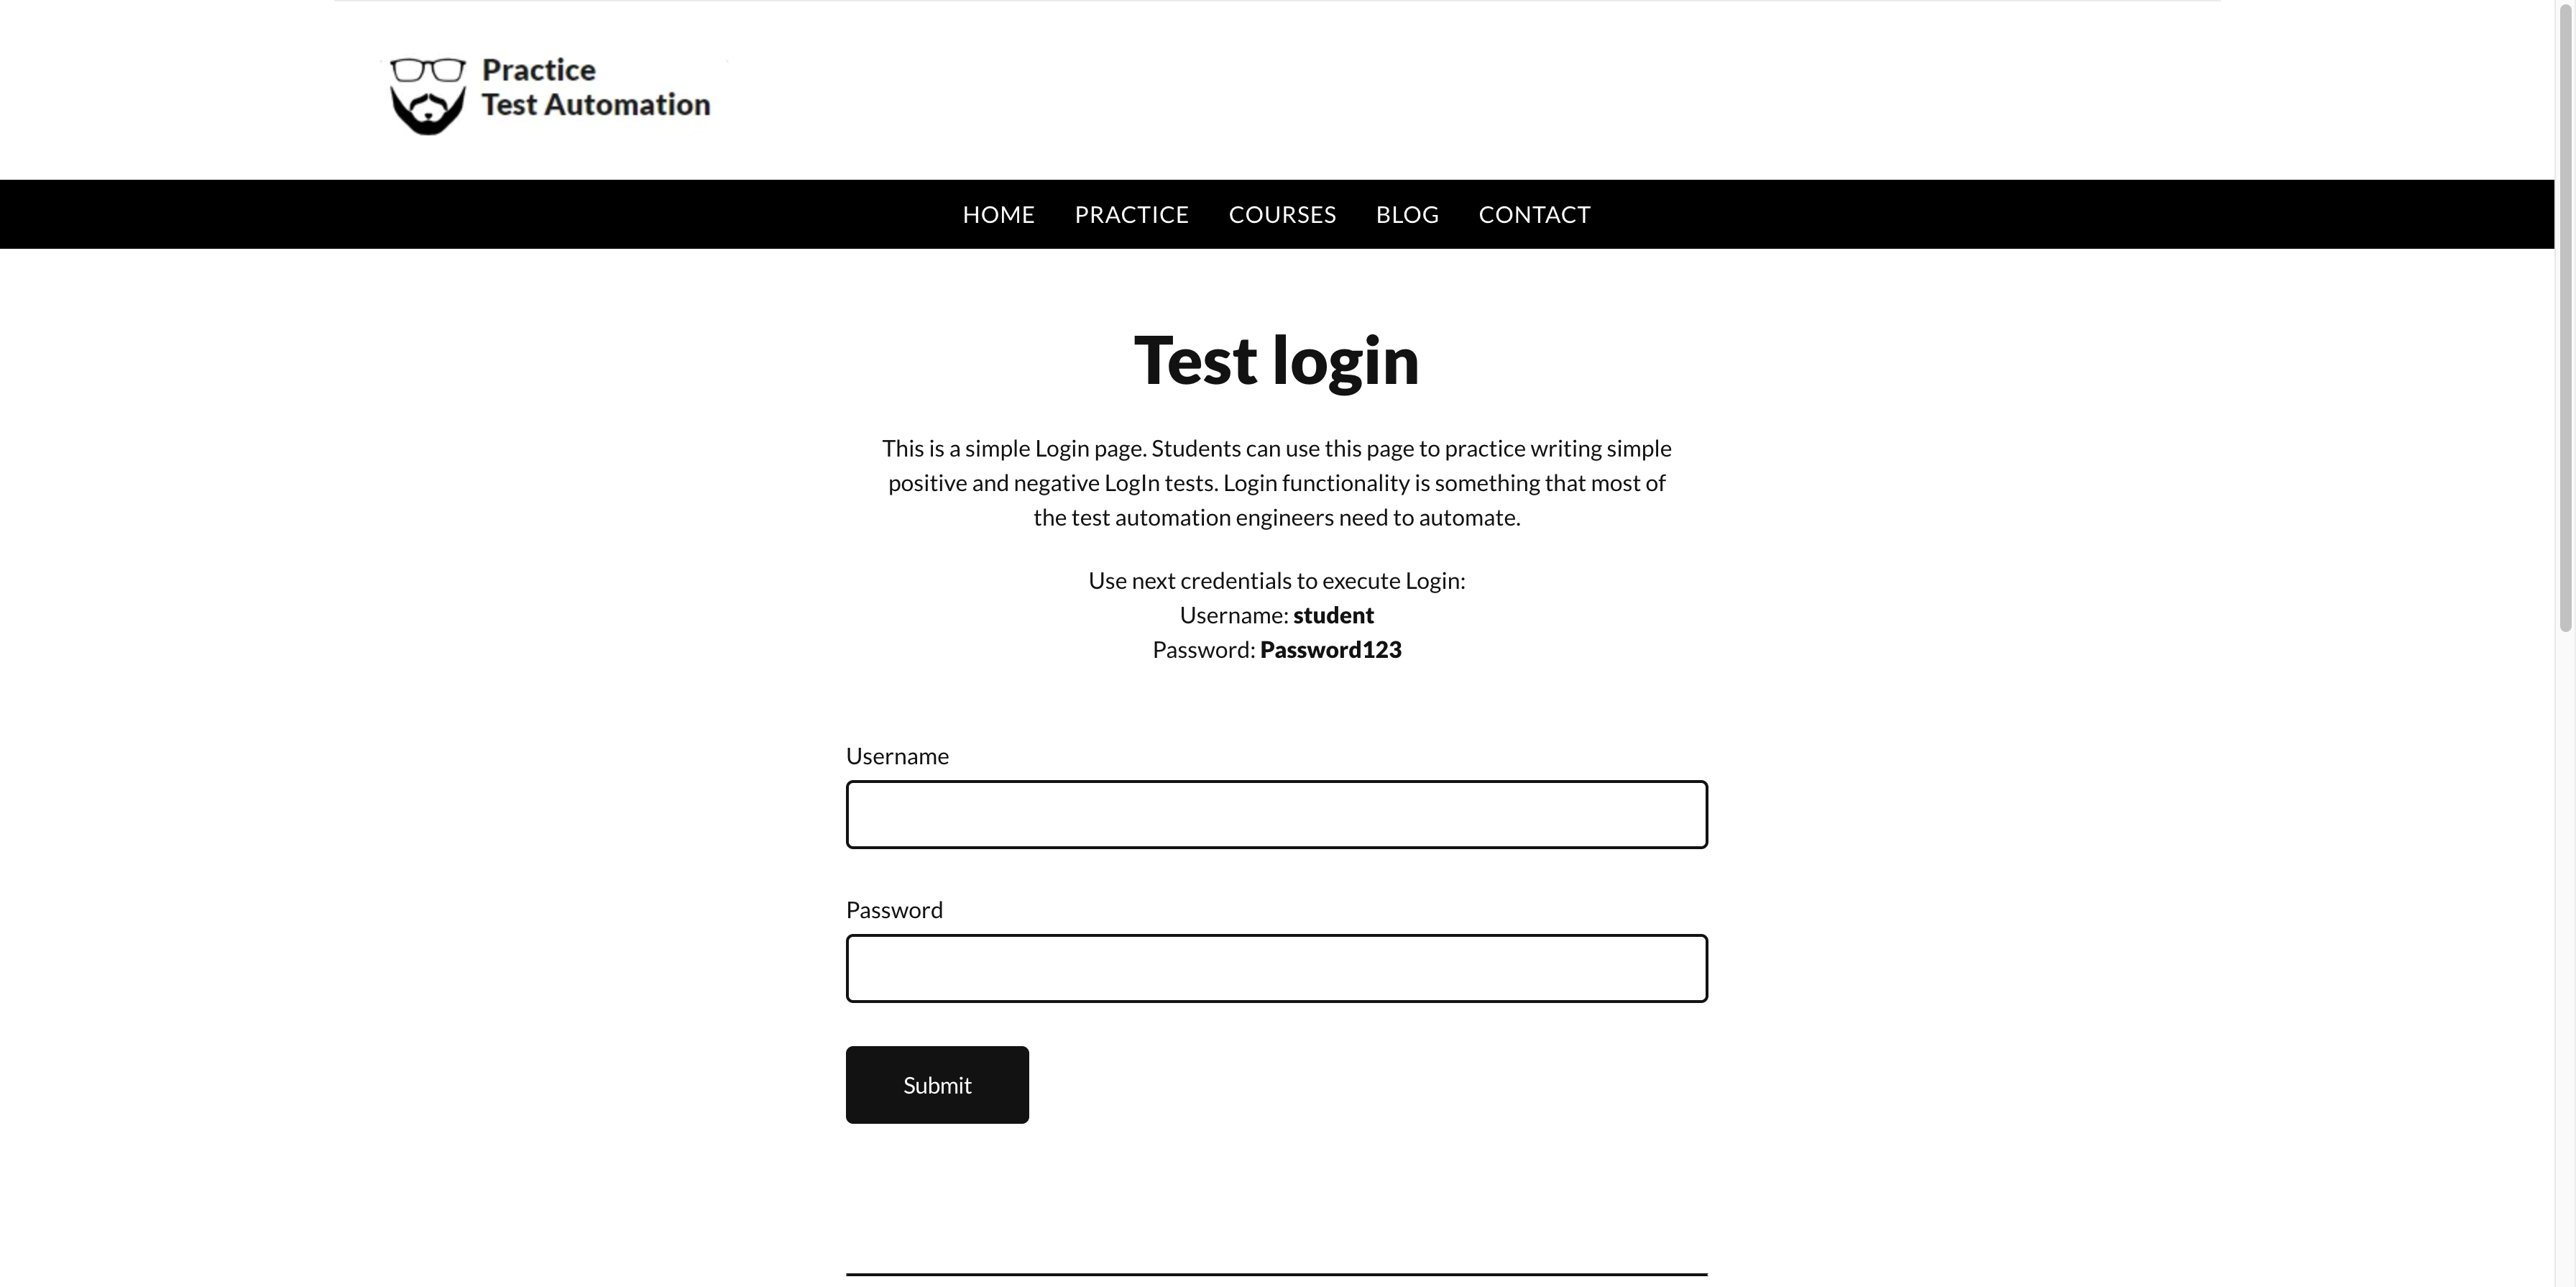 Practice
Test Automation
HOME PRACTICE COURSES BLOG CONTACT
Test login
This is a simple Login page. Students can use this page to practice writing simple
positive and negative LogIn tests. Login functionality is something that most of
the test automation engineers need to automate.
Use next credentials to execute Login:
Username: student
Password: Password123
Username
Password
Submit